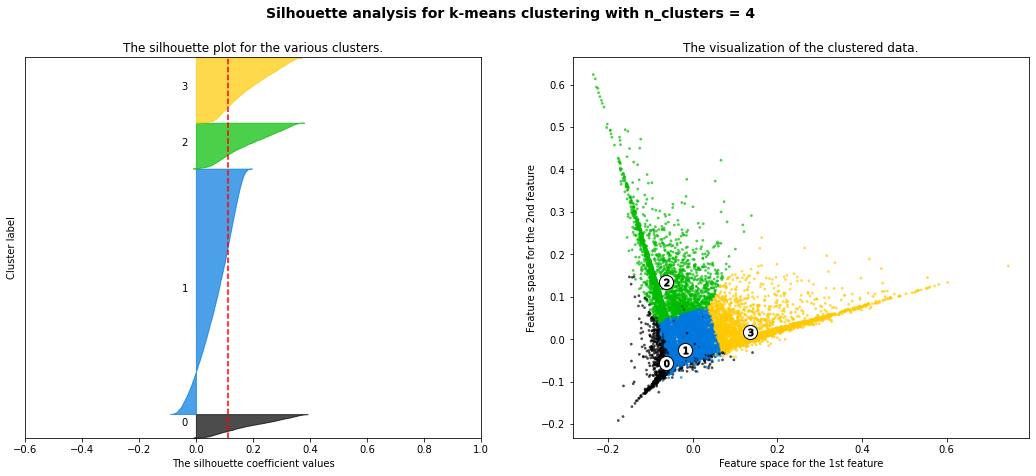 Silhouette analysis for k-means clustering with n_clusters = 4
The silhouette plot for the various clusters.
Cluster label
3
2
1
0
−0.6 −0.4 −0.2 0.0 0.2 0.4 0.6 0.8 1.0
The silhouette coefficient values
The visualization of the clustered data.
Feature space for the 2nd feature
0.6
0.5
0.4
0.3
0.2
0.1
0.0
−0.1
−0.2
2
3
1
0
−0.2 0.0 0.2 0.4 0.6
Feature space for the 1st feature